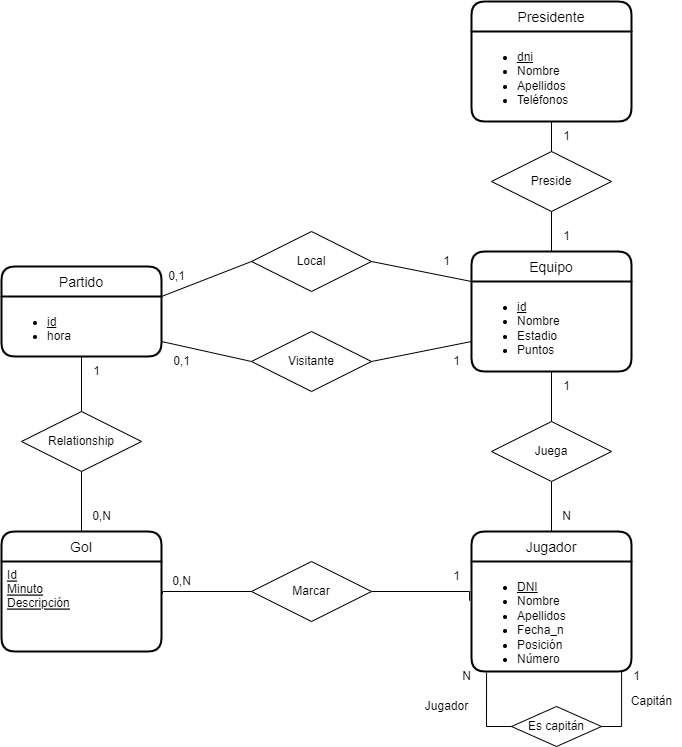 Presidente
dni
Nombre
Apellidos
Teléfonos
1
Preside
1
Local
0,1
1
Partido
id
hora
Equipo
id
Nombre
Estadio
Puntos
0,1
Visitante
1
1
1
Relationship
Juega
0,N
N
Gol
Id
Minuto
Descripción
0,N
Marcar
1
Jugador
DNI
Nombre
Apellidos
Fecha_n
Posición
Número
N
1
Jugador
Capitán
Es capitán